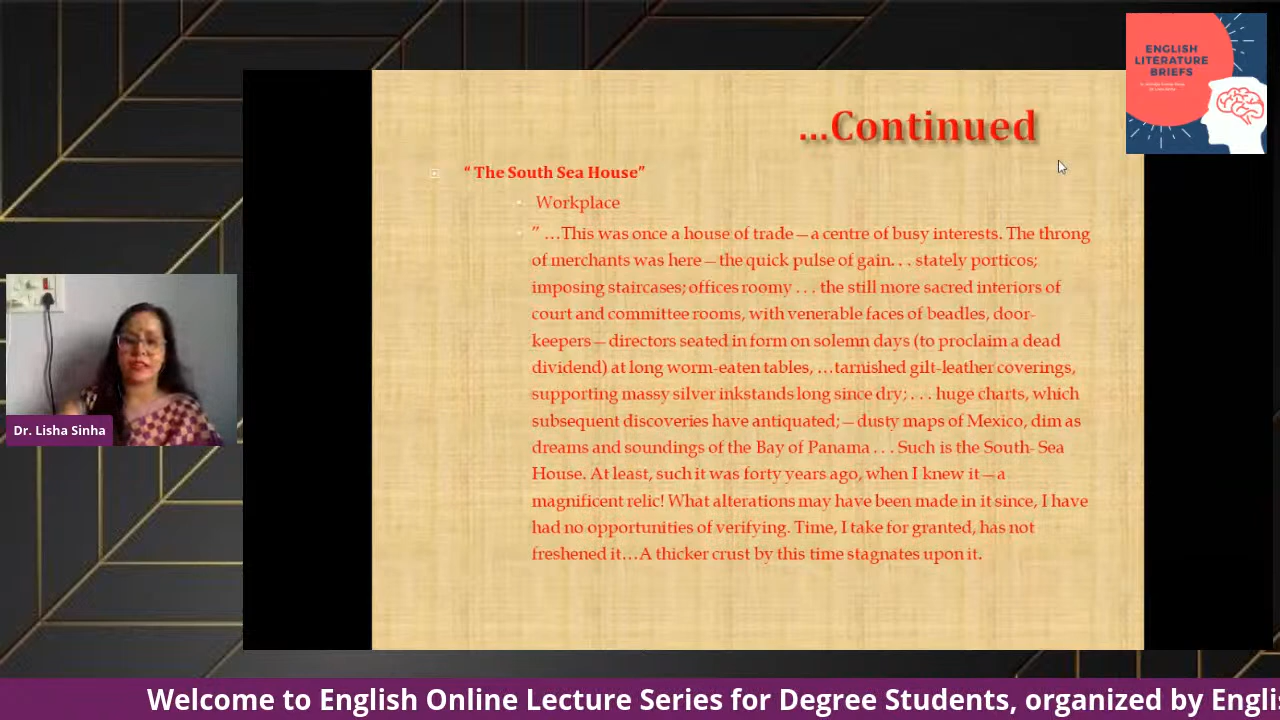 ENGLISH
LITERATURE
BRIEFS
...Continued
“ The South Sea House”
Workplace
” …This was once a house of trade—a centre of busy interests. The throng
of merchants was here—the quick pulse of gain. . . stately porticos;
imposing staircases; offices roomy . . . the still more sacred interiors of
court and committee rooms, with venerable faces of beadles, door-
keepers—directors seated in form on solemn days (to proclaim a dead
dividend) at long worm-eaten tables, …tarnished gilt-leather coverings,
supporting massy silver inkstands long since dry; . . . huge charts, which
subsequent discoveries have antiquated;—dusty maps of Mexico, dim as
dreams and soundings of the Bay of Panama . . . Such is the South- Sea
House. At least, such it was forty years ago, when I knew it—a
magnificent relic! What alterations may have been made in it since, I have
had no opportunities of verifying. Time, I take for granted, has not
freshened it…A thicker crust by this time stagnates upon it.
Dr. Lisha Sinha
Welcome to English Online Lecture Series for Degree Students, organized by Engli